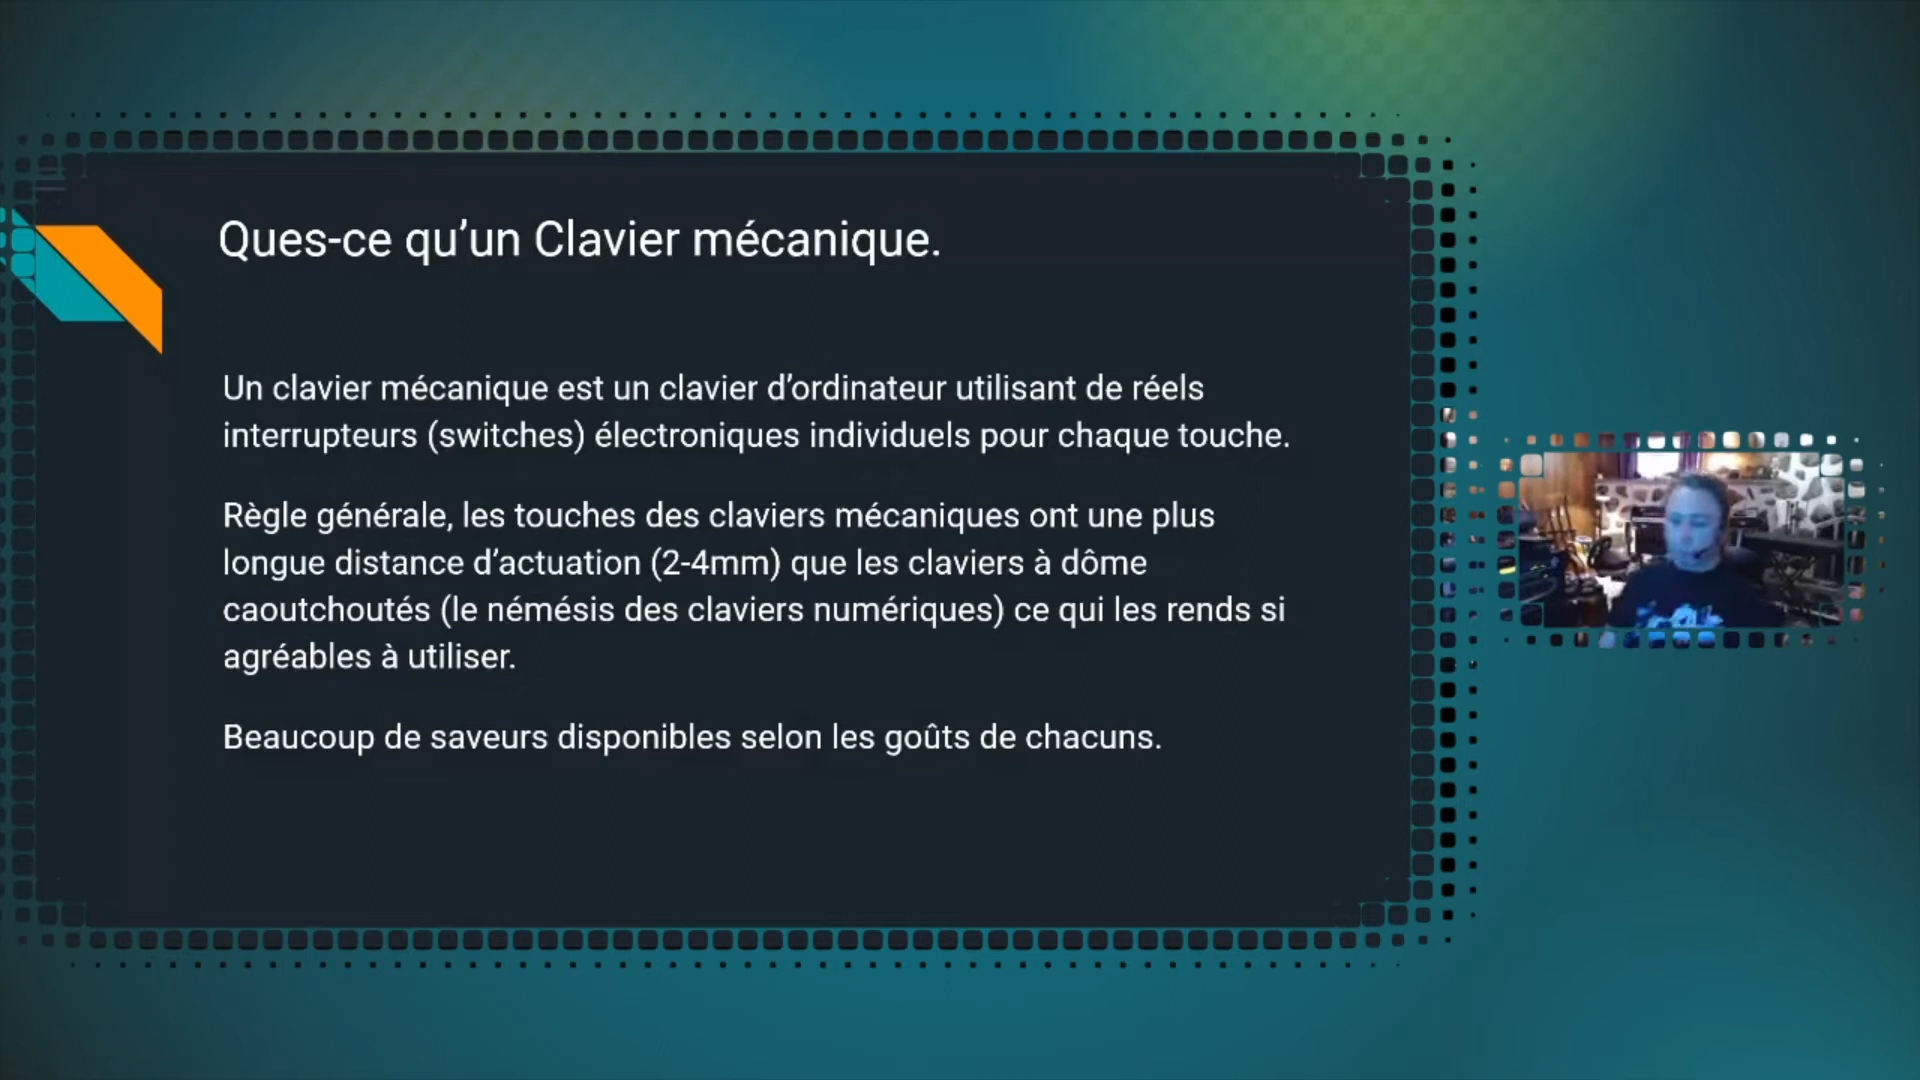 Ques-ce qu’un Clavier mécanique.
Un clavier mécanique est un clavier d’ordinateur utilisant de réels
interrupteurs (switches) électroniques individuels pour chaque touche.
Règle générale, les touches des claviers mécaniques ont une plus
longue distance d’actuation (2-4mm) que les claviers à dôme
caoutchoutés (le némésis des claviers numériques) ce qui les rends si
agréables à utiliser.
Beaucoup de saveurs disponibles selon les goûts de chacuns.